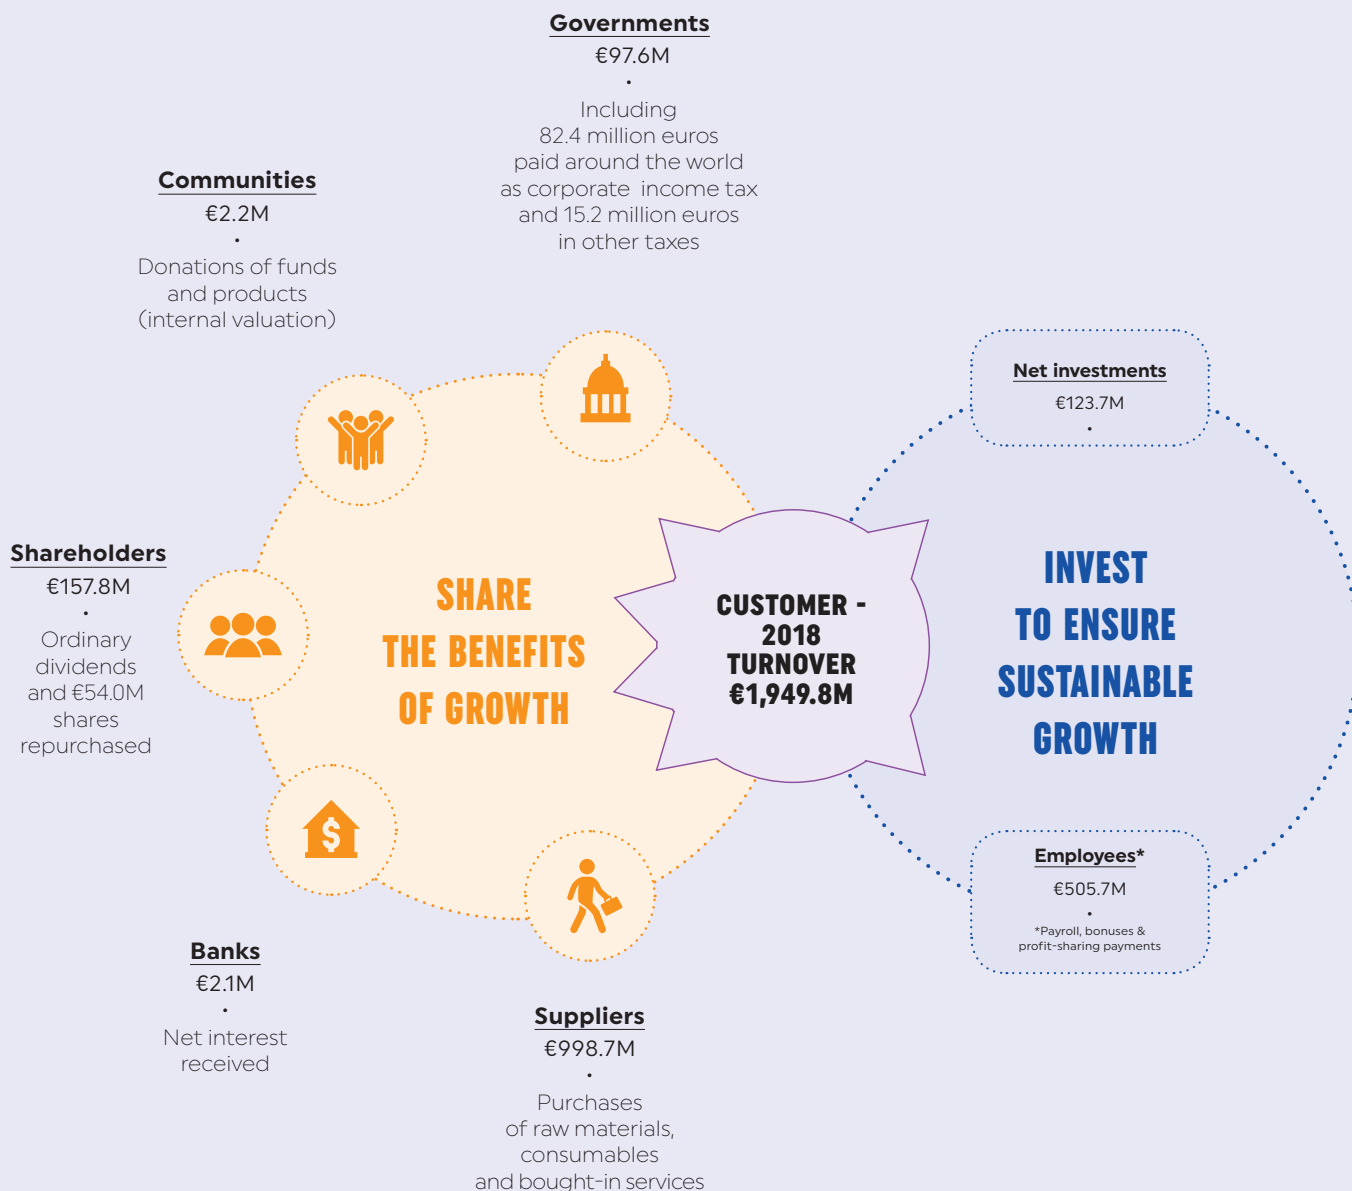 Governments
€97.6M
•
Including
82.4 million euros
paid around the world
as corporate income tax
and 15.2 million euros
in other taxes
Communities
€2.2M
•
Donations of funds
and products
(internal valuation)
Shareholders
€157.8M
•
Ordinary
dividends
and €54.0M
shares
repurchased
Banks
€2.1M
•
Net interest
received
Suppliers
€998.7M
•
Purchases
of raw materials,
consumables
and bought-in services
SHARE
THE BENEFITS
OF GROWTH
$
CUSTOMER -
2018
TURNOVER
€1,949.8M
Net investments
€123.7M
•
INVEST
TO ENSURE
SUSTAINABLE
GROWTH
Employees*
€505.7M
•
*Payroll, bonuses &
profit-sharing payments